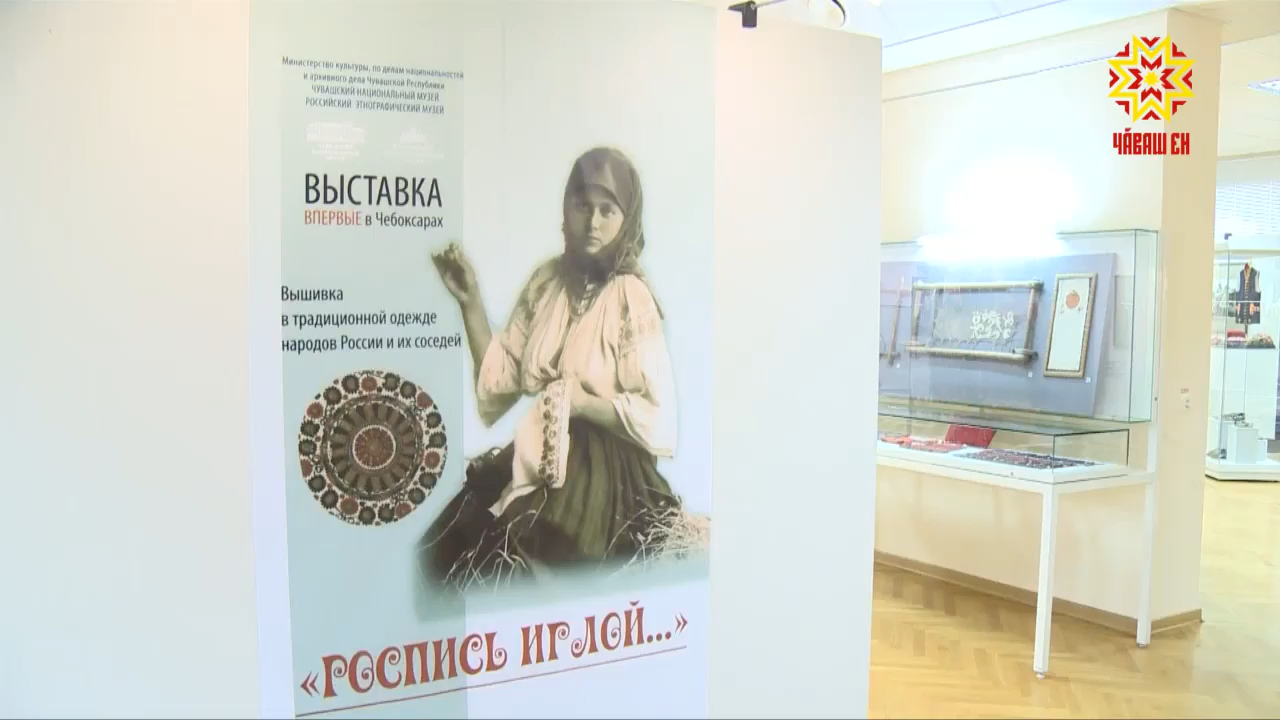 Министерство культуры, по делам национальностей
и архивного дела Чувашской Республики
ЧУВАШСКИЙ НАЦИОНАЛЬНЫЙ МУЗЕЙ
РОССИЙСКИЙ ЭТНОГРАФИЧЕСКИЙ МУЗЕЙ
ВЫСТАВКА
ВПЕРВЫЕ в Чебоксарах
Вышивка
в традиционной одежде
народов России и их соседей
«РОСПИСЬ ИГЛОЙ...»
ЧӐВАШ ЕН